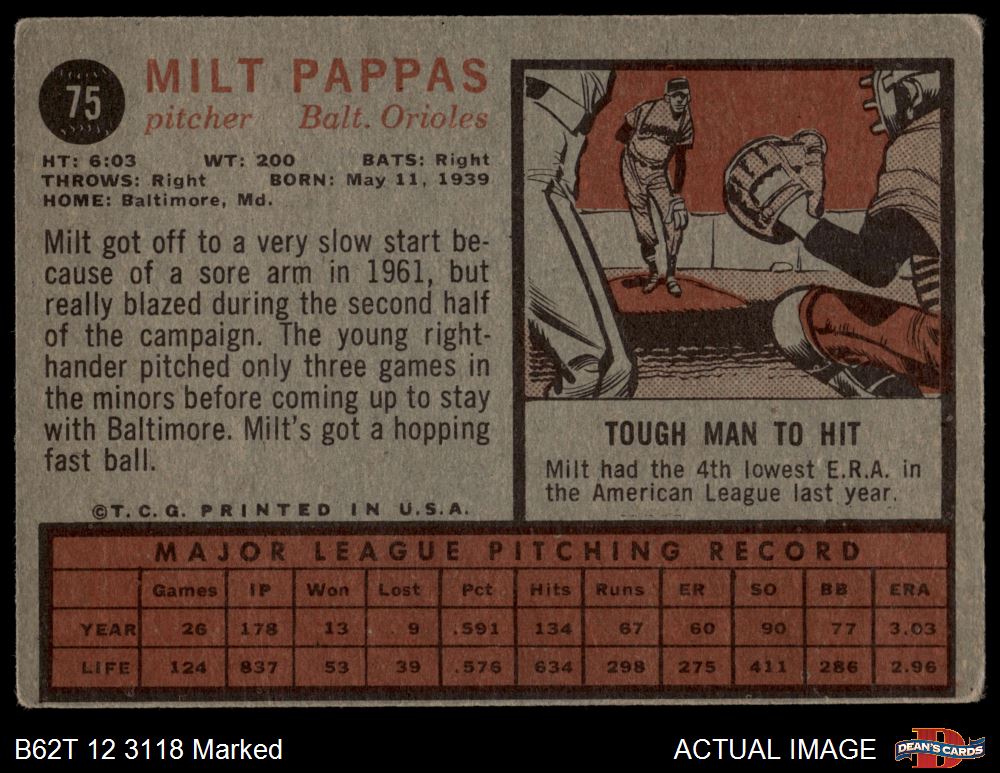 75
MILT PAPPAS
pitcher Balt. Orioles
HT: 6:03 WT: 200 BATS: Right
THROWS: Right BORN: May 11, 1939
HOME: Baltimore, Md.
Milt got off to a very slow start be-
cause of a sore arm in 1961, but
really blazed during the second half
of the campaign. The young right-
hander pitched only three games in
the minors before coming up to stay
with Baltimore. Milt's got a hopping
fast ball.
©T. C. G. PRINTED IN U.S.A.
TOUGH MAN TO HIT
Milt had the 4th lowest E.R.A. in
the American League last year.
MAJOR LEAGUE PITCHING RECORD
Games IP Won Lost Pct Hits Runs ER SO BB ERA
YEAR 26 178 13 9 .591 134 67 60 90 77 3.03
LIFE 124 837 53 39 .576 634 298 275 411 286 2.96
B62T 12 3118 Marked
ACTUAL IMAGE
DEAN'S CARDS